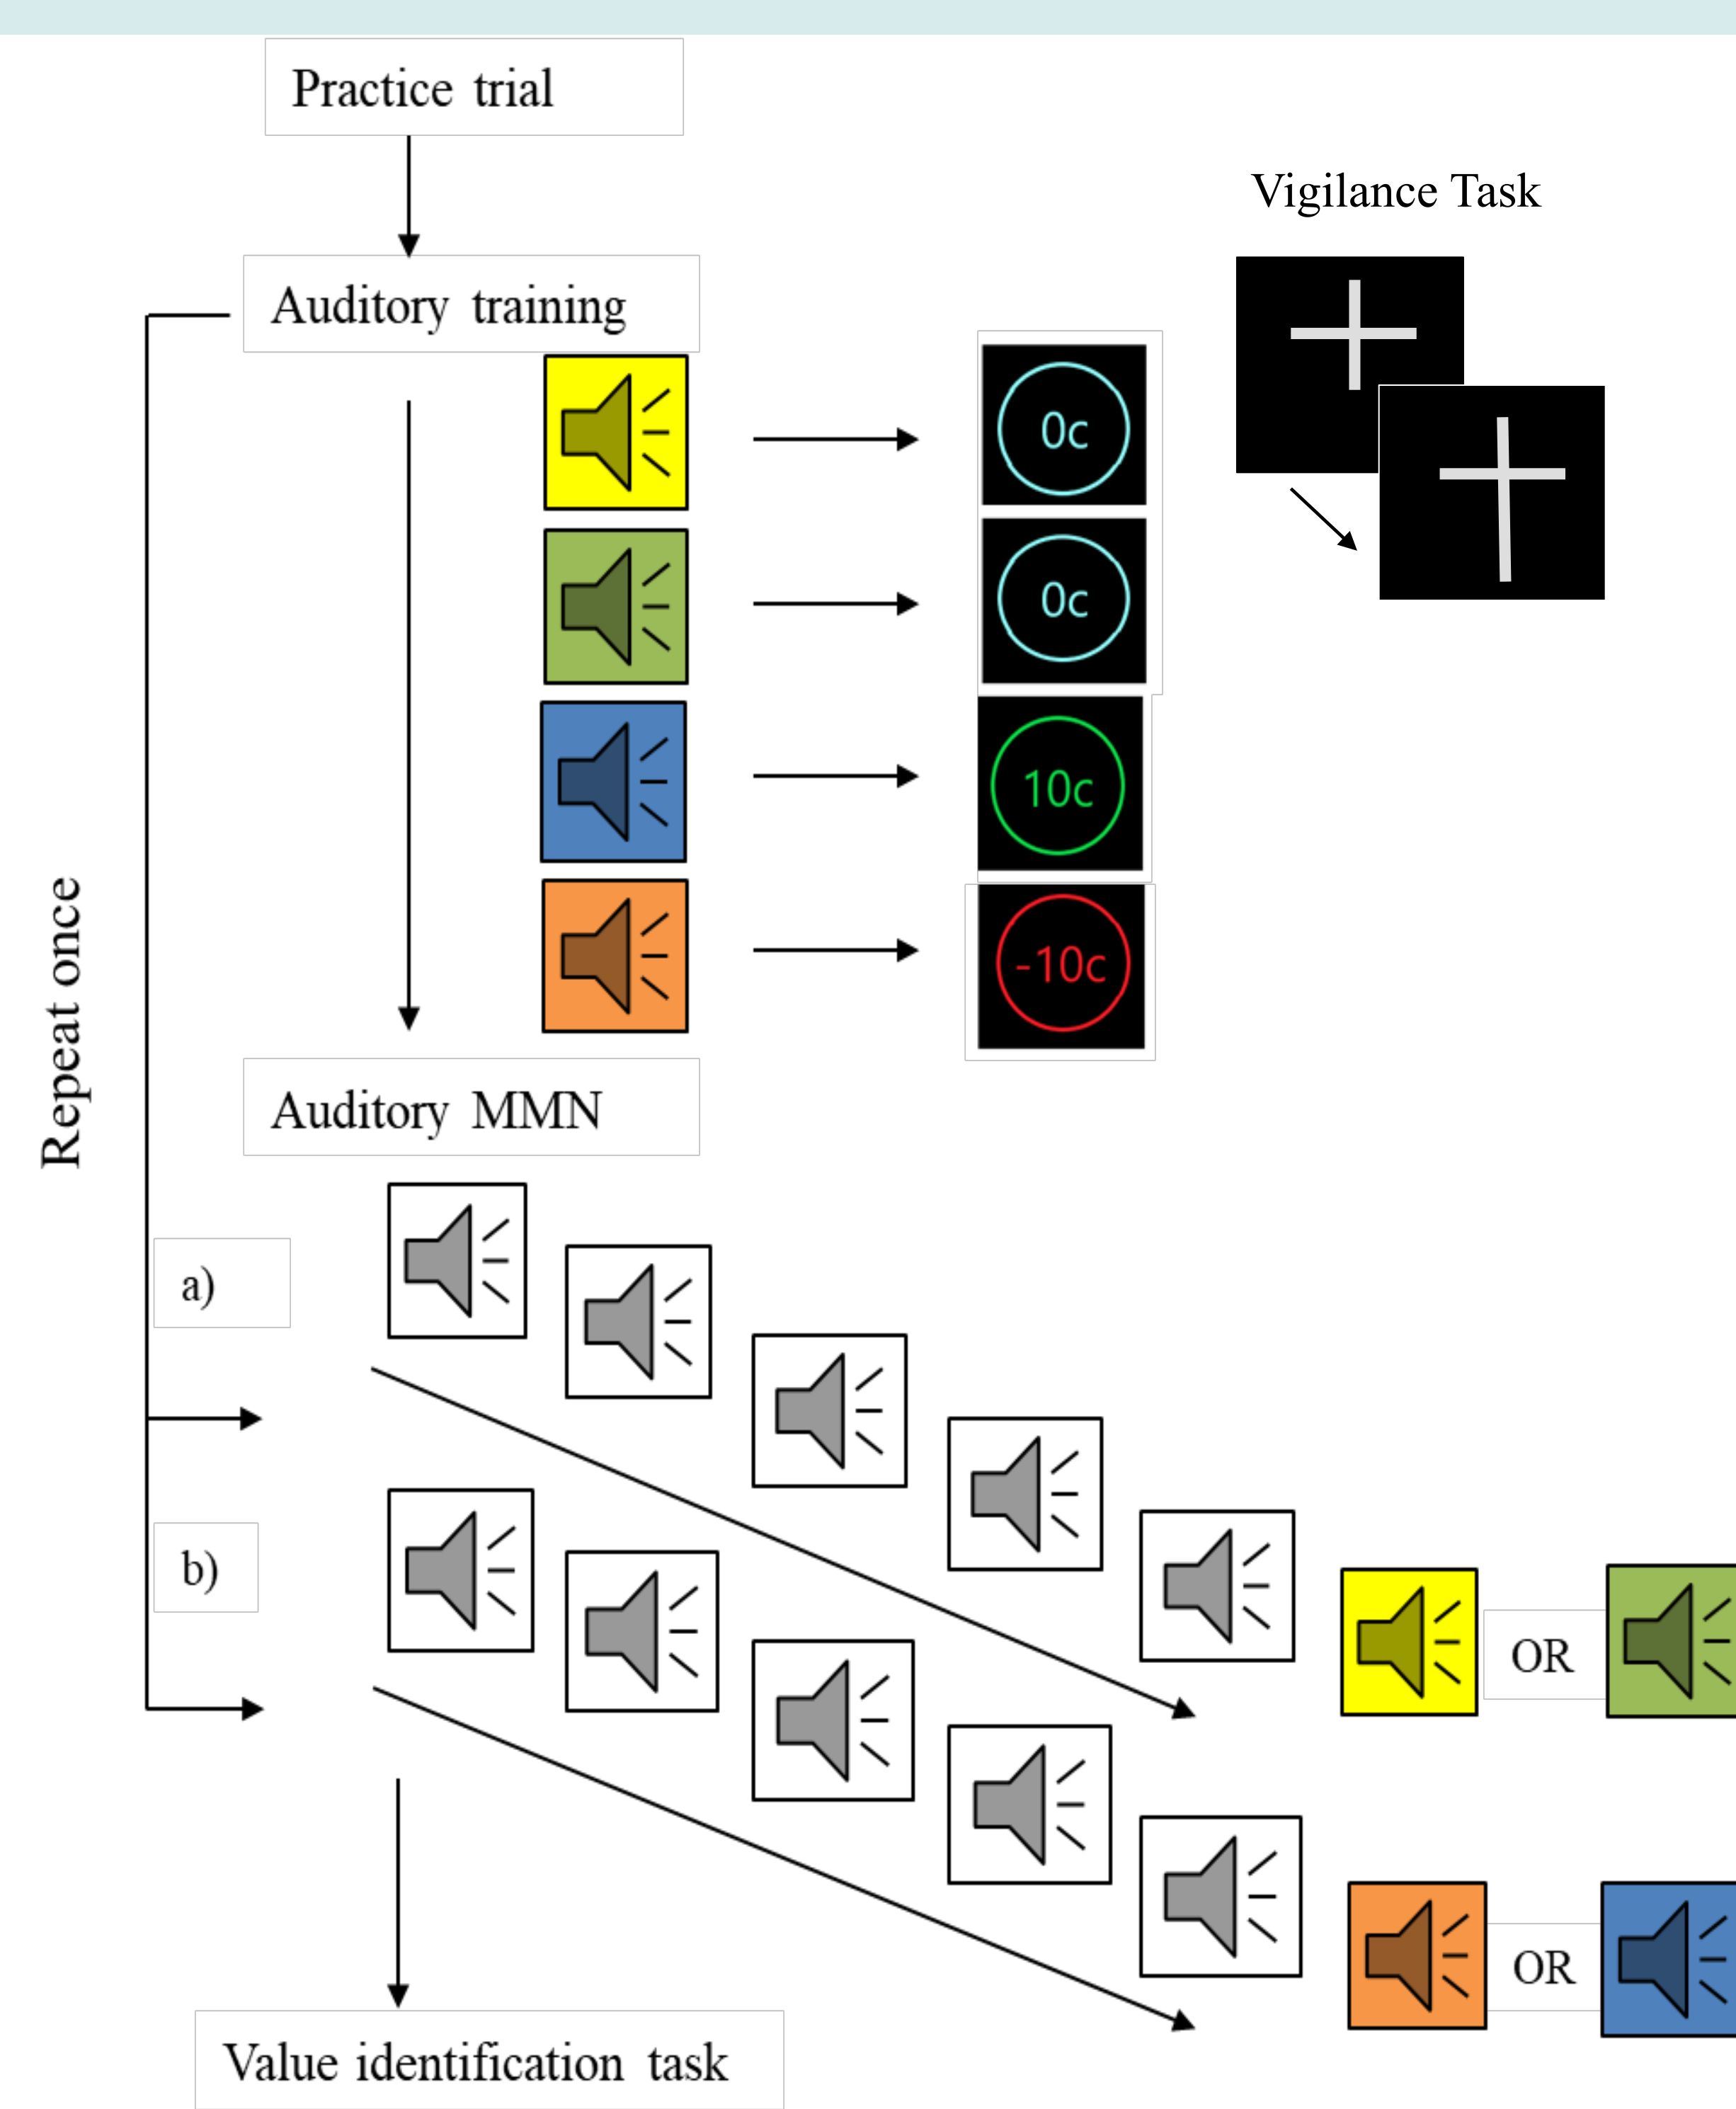 Practice trial
Vigilance Task
Auditory training
0c
0c
10c
-10c
Repeat once
Auditory MMN
a)
b)
OR
OR
Value identification task